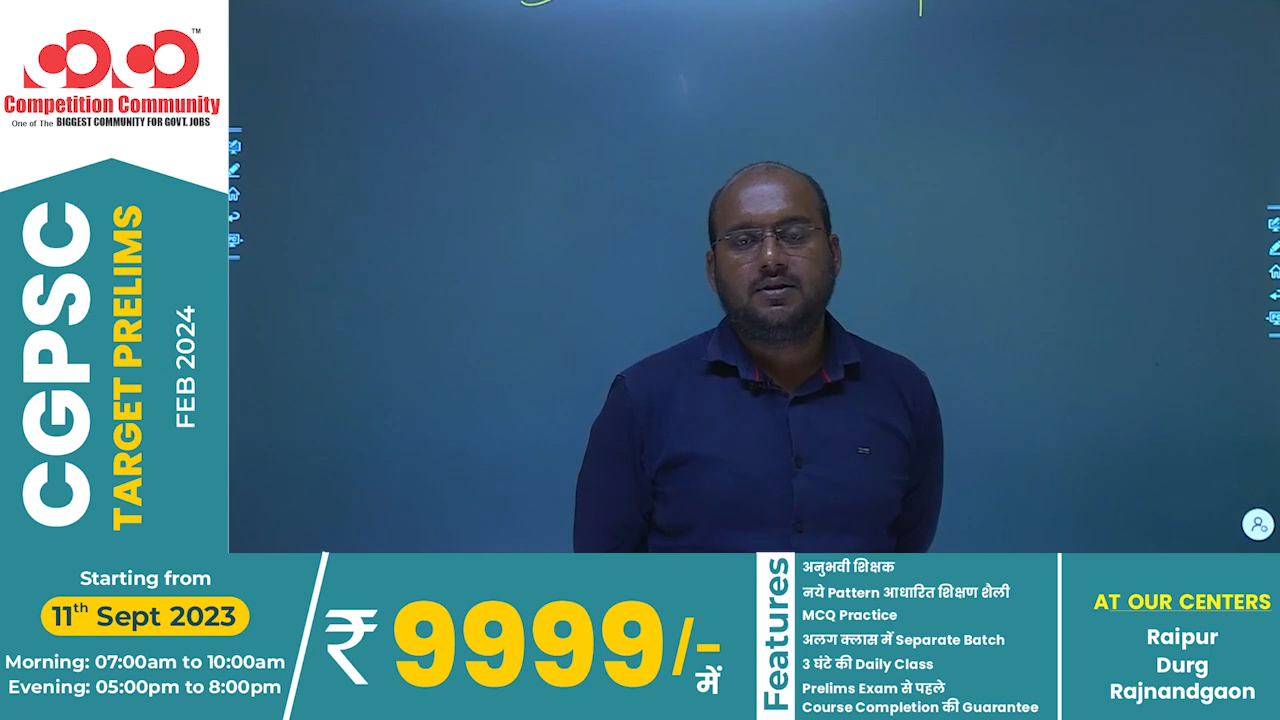 TM
Competition Community
One of The BIGGEST COMMUNITY FOR GOVT. JOBS
CGPSC
TARGET PRELIMS
FEB 2024
Starting from
11th Sept 2023
Morning: 07:00am to 10:00am
Evening: 05:00pm to 8:00pm
₹ 9999/- में
Features
अनुभवी शिक्षक
नये Pattern आधारित शिक्षण शैली
MCQ Practice
अलग क्लास में Separate Batch
3 घंटे की Daily Class
Prelims Exam से पहले
Course Completion की Guarantee
AT OUR CENTERS
Raipur
Durg
Rajnandgaon